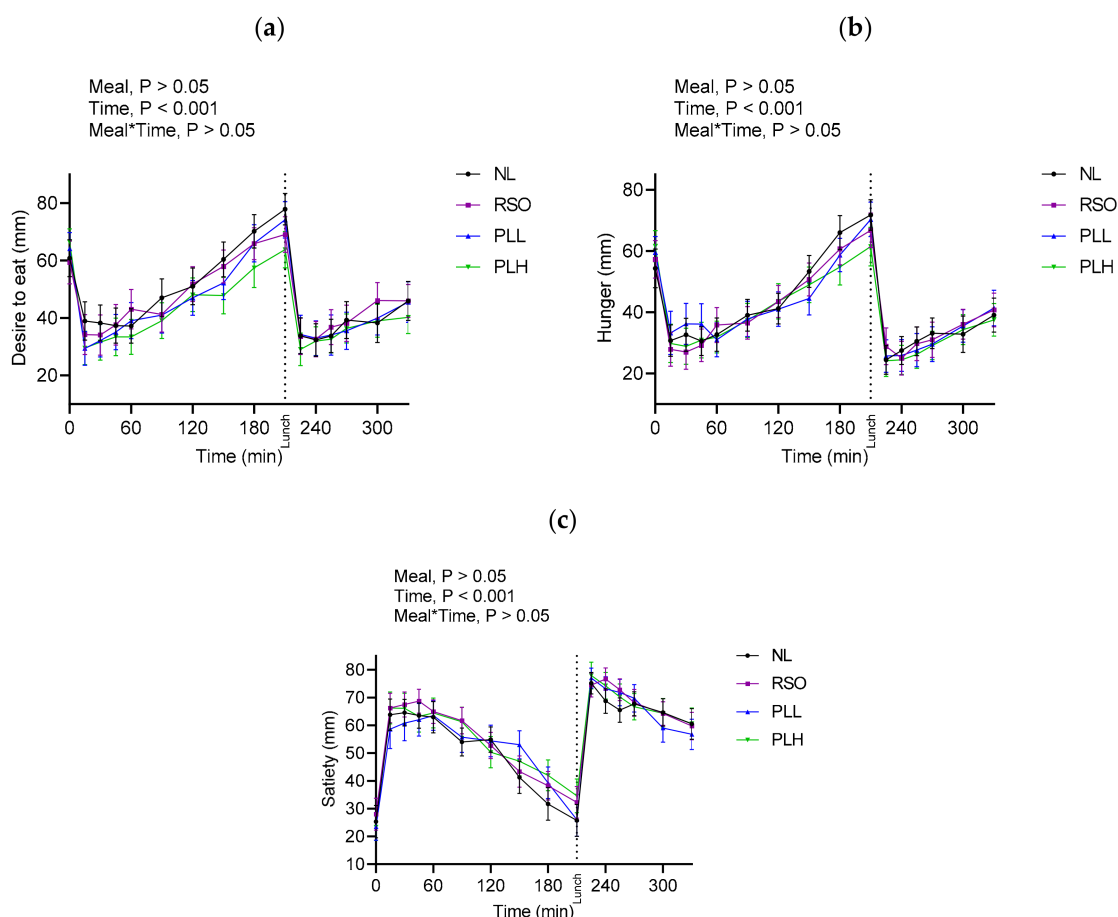 (a)
Meal, P > 0.05
Time, P < 0.001
Meal*Time, P > 0.05
Desire to eat (mm)
80
60
40
20
0
60
120
180
Lunch
240
300
Time (min)
NL
RSO
PLL
PLH
(b)
Meal, P > 0.05
Time, P < 0.001
Meal*Time, P > 0.05
Hunger (mm)
80
60
40
20
0
60
120
180
Lunch
240
300
Time (min)
NL
RSO
PLL
PLH
(c)
Meal, P > 0.05
Time, P < 0.001
Meal*Time, P > 0.05
Satiety (mm)
80
70
60
50
40
30
20
10
0
60
120
180
Lunch
240
300
Time (min)
NL
RSO
PLL
PLH